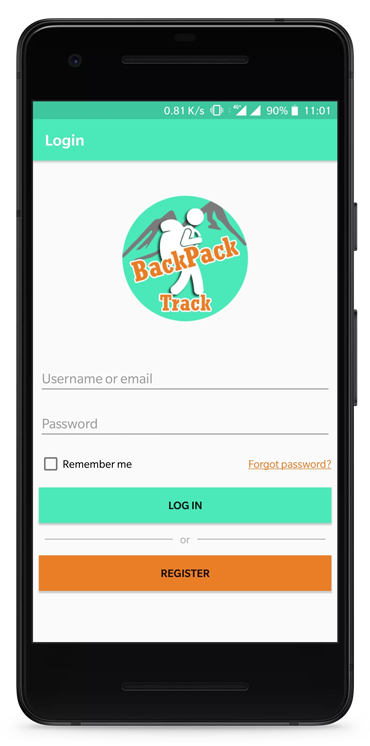 0.81 K/s 4G+ 90% 11:01
Login
BackPack
Track
Username or email
Password
Remember me Forgot password?
LOG IN
or
REGISTER